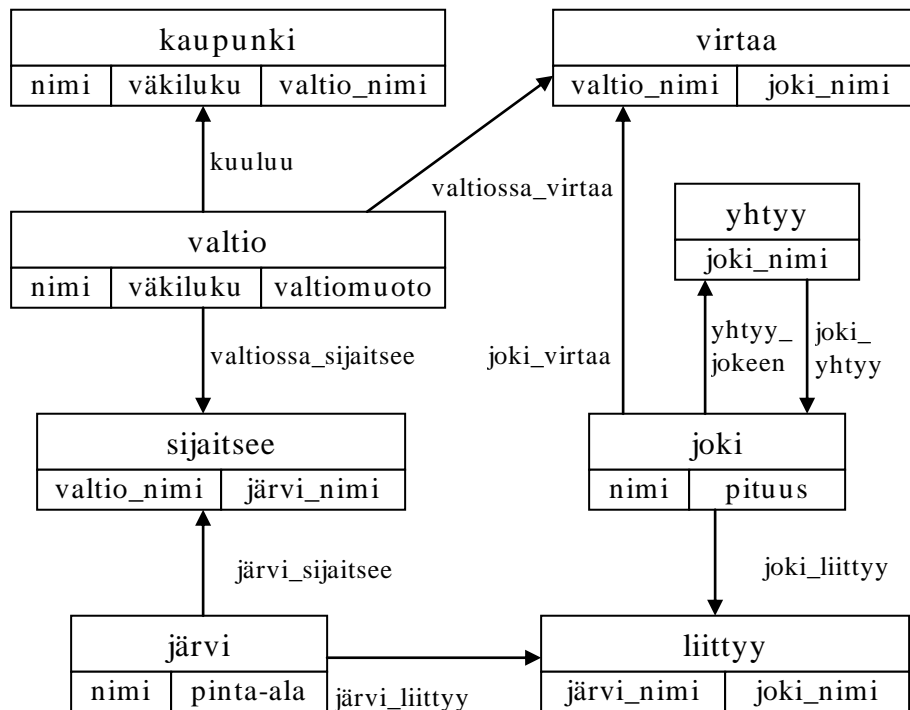 kaupunki
nimi väkiluku valtio_nimi
virtaa
valtio_nimi joki_nimi
kuuluu
valtiossa_virtaa
yhtyy
joki_nimi
valtio
nimi väkiluku valtiomuoto
valtiossa_sijaitsee
joki_virtaa
yhtyy_
jokeen
joki_
yhtyy
sijaitsee
valtio_nimi järvi_nimi
joki
nimi pituus
järvi_sijaitsee
joki_liittyy
järvi
nimi pinta-ala
järvi_liittyy
liittyy
järvi_nimi joki_nimi